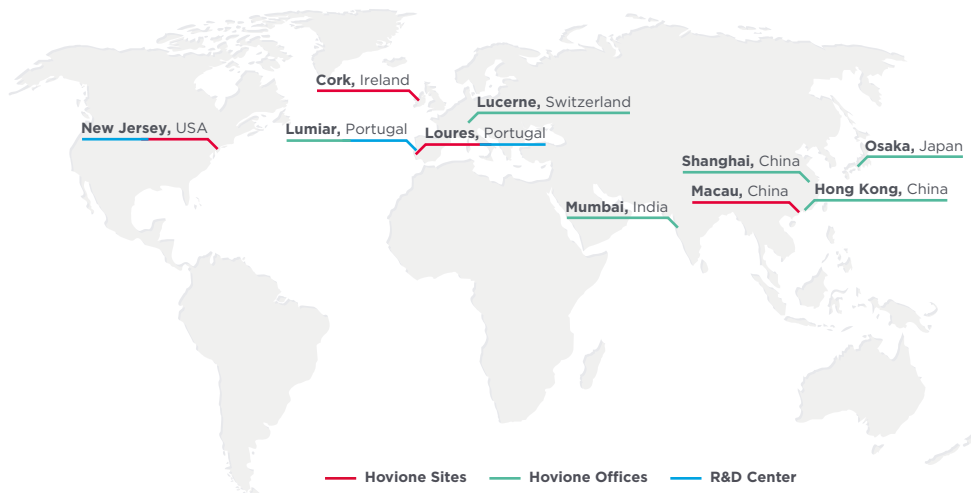 Cork, Ireland
Lucerne, Switzerland
New Jersey, USA
Lumiar, Portugal
Loures, Portugal
Osaka, Japan
Shanghai, China
Macau, China
Hong Kong, China
Mumbai, India
Hovione Sites
Hovione Offices
R&D Center